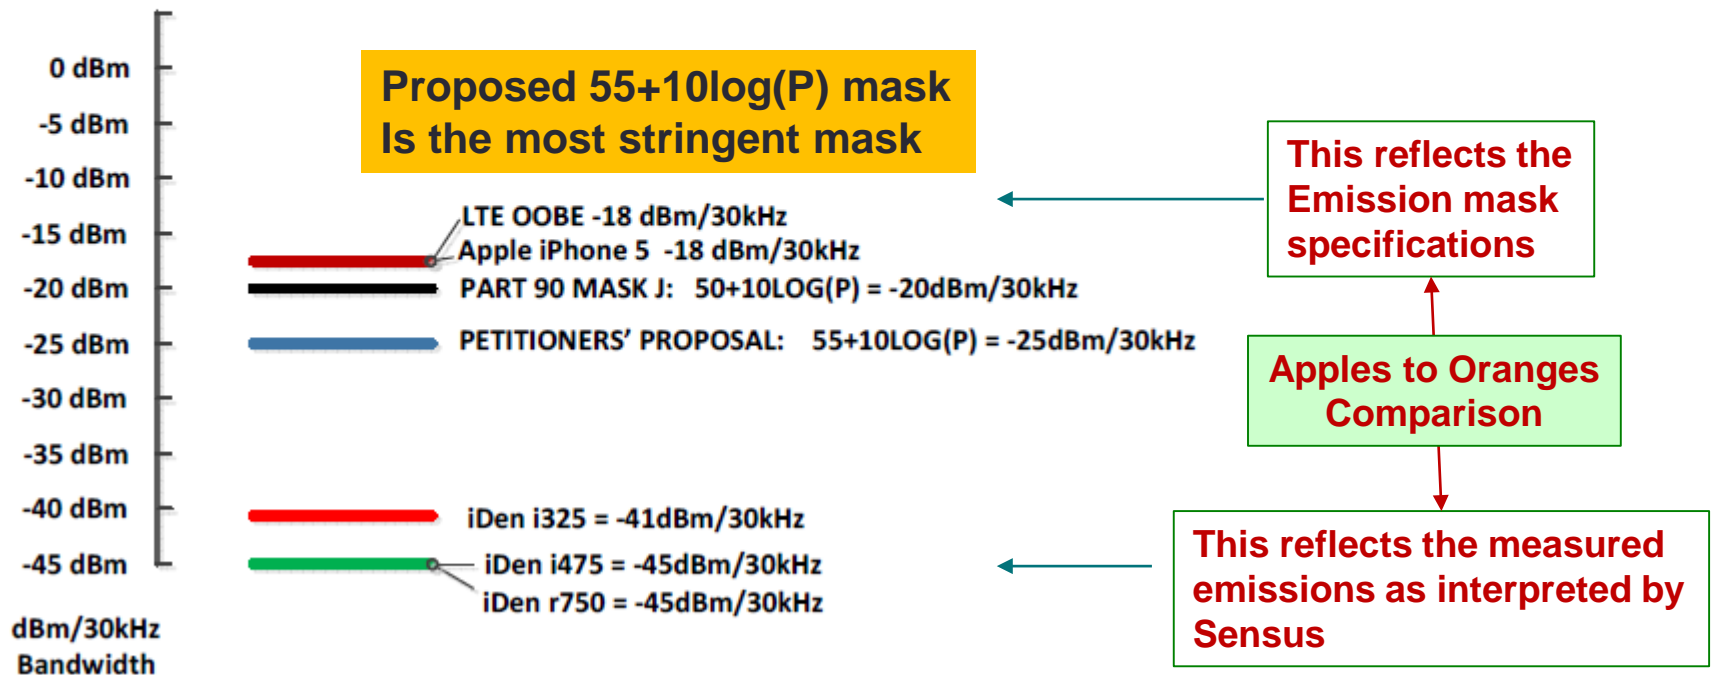 0 dBm
-5 dBm
-10 dBm
-15 dBm
-20 dBm
-25 dBm
-30 dBm
-35 dBm
-40 dBm
-45 dBm
dBm/30kHz
Bandwidth
Proposed 55+10log(P) mask
Is the most stringent mask
LTE OOBE -18 dBm/30kHz
Apple iPhone 5 -18 dBm/30kHz
PART 90 MASK J: 50+10LOG(P) = -20dBm/30kHz
PETITIONERS’ PROPOSAL: 55+10LOG(P) = -25dBm/30kHz
iDen i325 = -41dBm/30kHz
iDen i475 = -45dBm/30kHz
iDen r750 = -45dBm/30kHz
This reflects the
Emission mask
specifications
Apples to Oranges
Comparison
This reflects the measured
emissions as interpreted by
Sensus